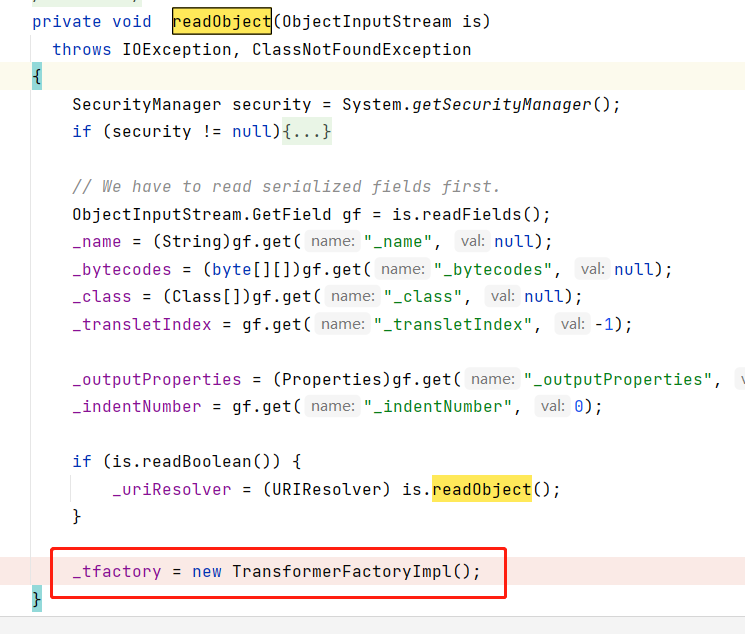 private void readObject(ObjectInputStream is)
throws IOException, ClassNotFoundException
{
SecurityManager security = System.getSecurityManager();
if (security != null){...}
// We have to read serialized fields first.
ObjectInputStream.GetField gf = is.readFields();
_name = (String)gf.get( name: "_name", val: null);
_bytecodes = (byte[][])gf.get( name: "_bytecodes", val: null);
_class = (Class[])gf.get( name: "_class", val: null);
_transletIndex = gf.get( name: "_transletIndex", val: -1);
_outputProperties = (Properties)gf.get( name: "_outputProperties",
_indentNumber = gf.get( name: "_indentNumber", val: 0);
if (is.readBoolean()) {
_uriResolver = (URIResolver) is.readObject();
}
_tfactory = new TransformerFactoryImpl();
}